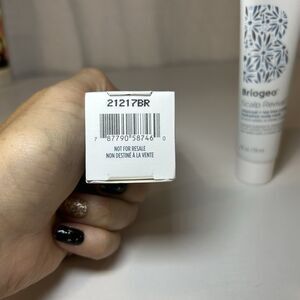 21217BR
7 87790 58746 0
NOT FOR RESALE
NON DESTINÉ À LA VENTE
Briogeo
Scalp Revival